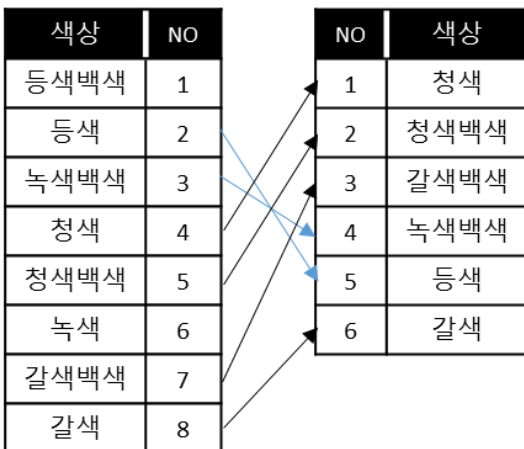 색상 NO
등색백색 1
등색 2
녹색백색 3
청색 4
청색백색 5
녹색 6
갈색백색 7
갈색 8
NO 색상
1 청색
2 청색백색
3 갈색백색
4 녹색백색
5 등색
6 갈색